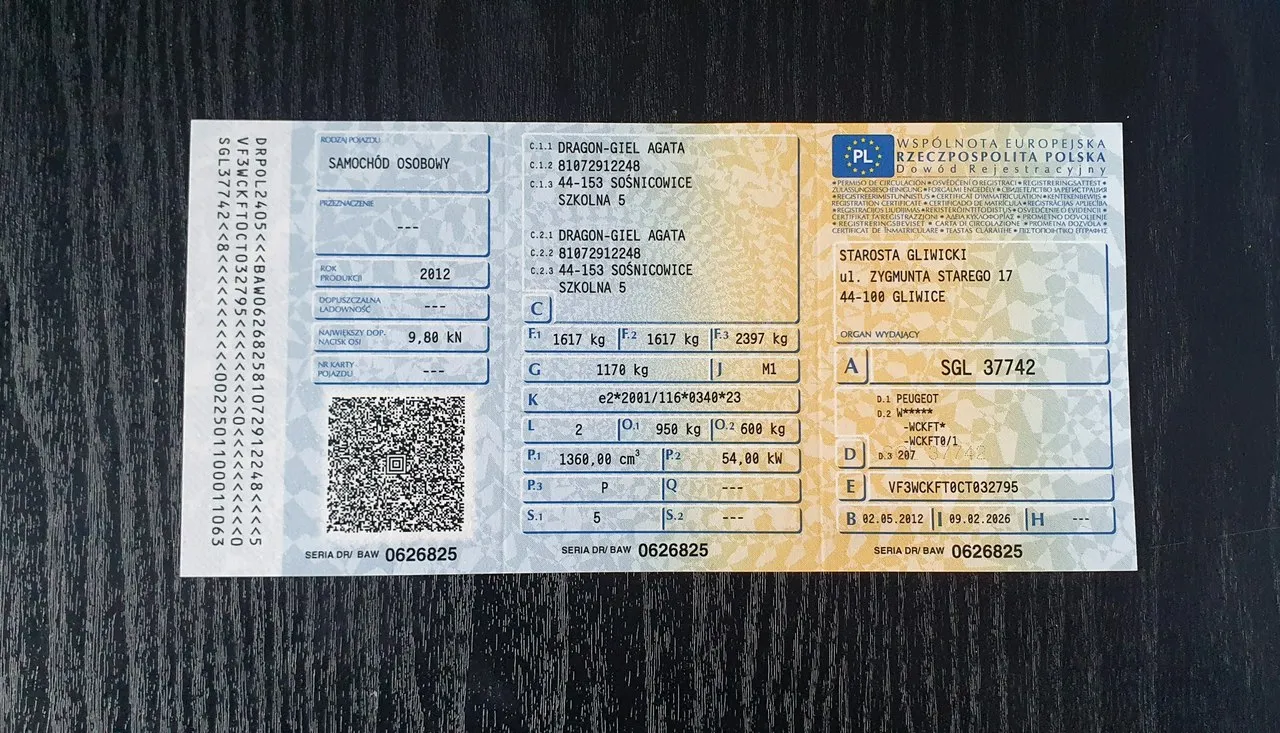 DRPOL2405<<BAW062682581072912248<<<<<5
RODZAJ POJAZDU
SAMOCHÓD OSOBOWY
PRZEZNACZENIE
---
ROK PRODUKCJI 2012
DOPUSZCZALNA ŁADOWNOŚĆ ---
NAJWIĘKSZY DOP. NACISK OSI 9,80 kN
NR KARTY POJAZDU ---
SERIA DR/ BAW 0626825
C.1.1 DRAGON-GIEL AGATA
C.1.2 81072912248
C.1.3 44-153 SOŚNICOWICE
SZKOLNA 5
C.2.1 DRAGON-GIEL AGATA
C.2.2 81072912248
C.2.3 44-153 SOŚNICOWICE
SZKOLNA 5
C
F.1 1617 kg F.2 1617 kg F.3 2397 kg
G 1170 kg J M1
K e2*2001/116*0340*23
L 2 O.1 950 kg O.2 600 kg
P.1 1360,00 cm³ P.2 54,00 kW
P.3 P Q ---
S.1 5 S.2 ---
SERIA DR/ BAW 0626825
PL
WSPÓLNOTA EUROPEJSKA
RZECZPOSPOLITA POLSKA
Dowód Rejestracyjny
STAROSTA GLIWICKI
ul. ZYGMUNTA STAREGO 17
44-100 GLIWICE
ORGAN WYDAJĄCY
A SGL 37742
D.1 PEUGEOT
D.2 W*****
-WCKFT*
-WCKFT0/1
D D.3 207
37742
E VF3WCKFT0CT032795
B 02.05.2012 I 09.02.2026 H ---
SERIA DR/ BAW 0626825